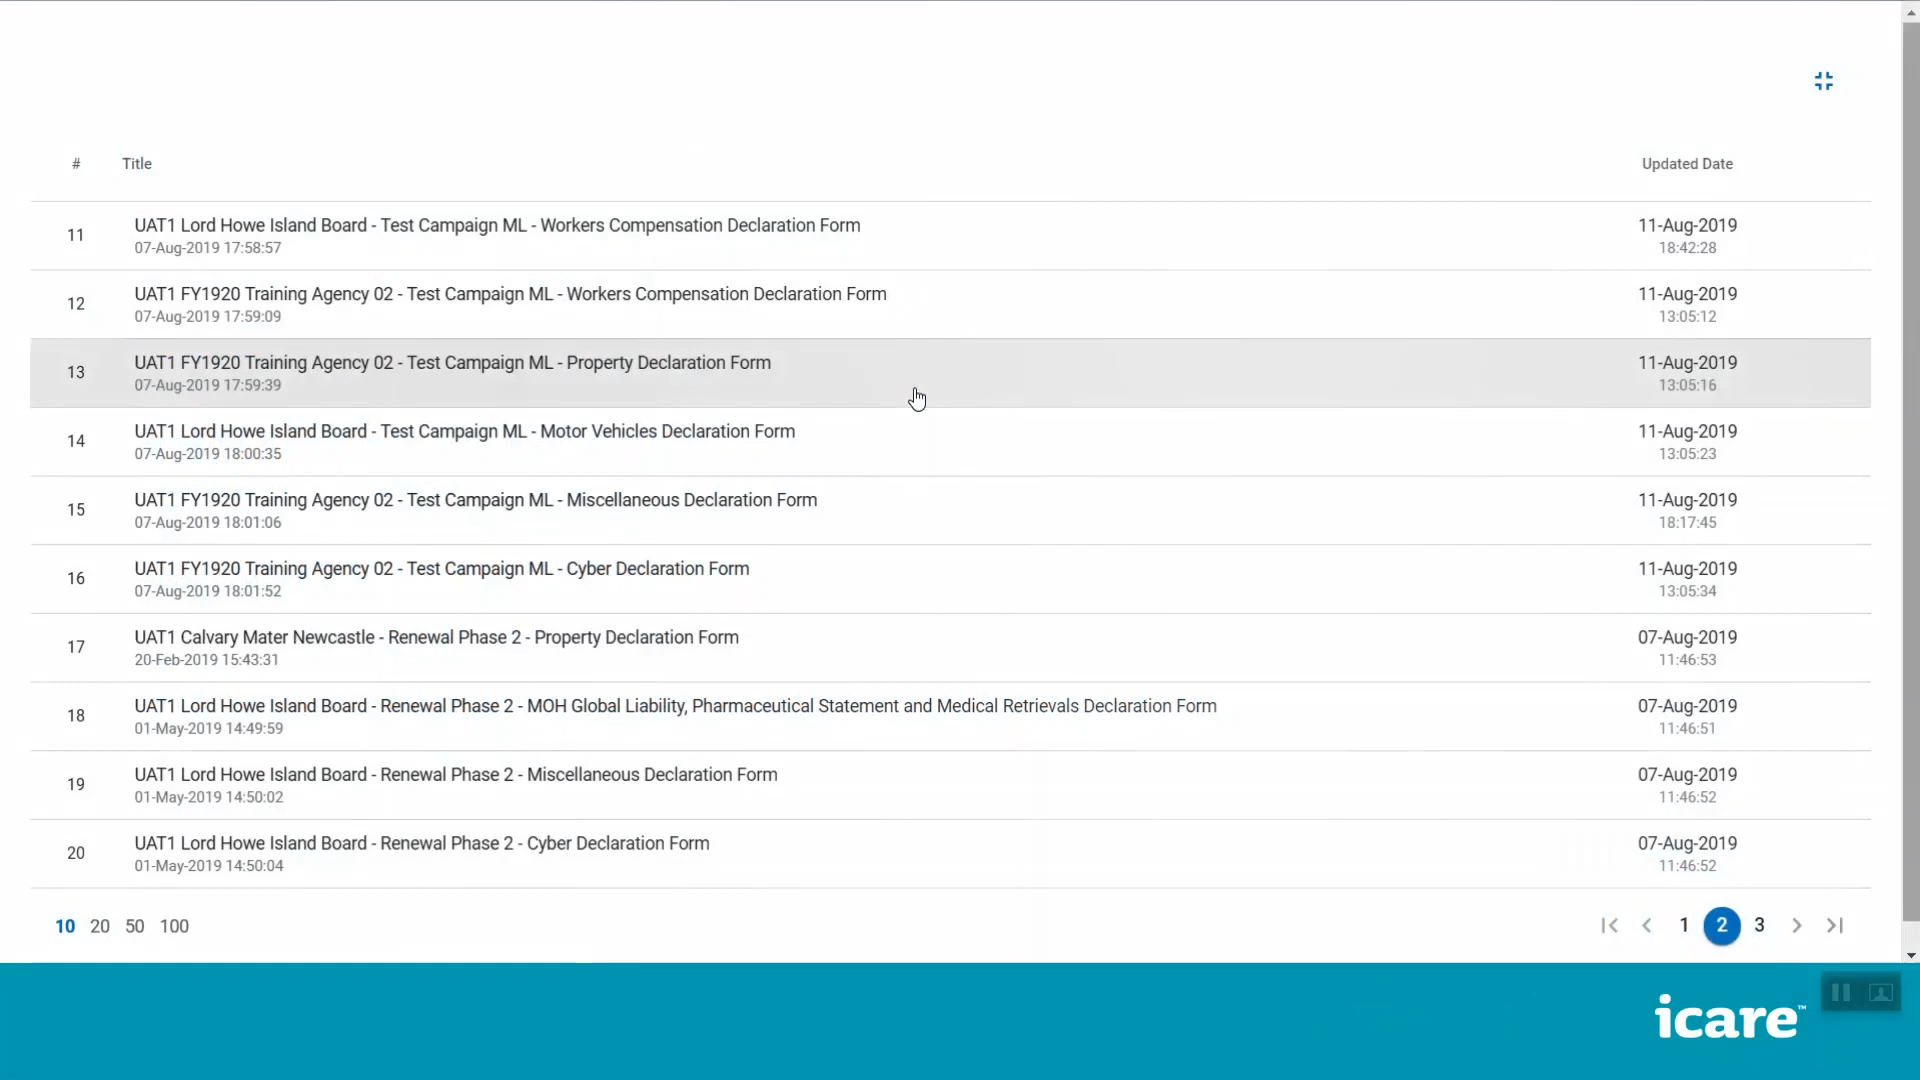 # Title Updated Date
11 UAT1 Lord Howe Island Board - Test Campaign ML - Workers Compensation Declaration Form 11-Aug-2019
07-Aug-2019 17:58:57 18:42:28
12 UAT1 FY1920 Training Agency 02 - Test Campaign ML - Workers Compensation Declaration Form 11-Aug-2019
07-Aug-2019 17:59:09 13:05:12
13 UAT1 FY1920 Training Agency 02 - Test Campaign ML - Property Declaration Form 11-Aug-2019
07-Aug-2019 17:59:39 13:05:16
14 UAT1 Lord Howe Island Board - Test Campaign ML - Motor Vehicles Declaration Form 11-Aug-2019
07-Aug-2019 18:00:35 13:05:23
15 UAT1 FY1920 Training Agency 02 - Test Campaign ML - Miscellaneous Declaration Form 11-Aug-2019
07-Aug-2019 18:01:06 18:17:45
16 UAT1 FY1920 Training Agency 02 - Test Campaign ML - Cyber Declaration Form 11-Aug-2019
07-Aug-2019 18:01:52 13:05:34
17 UAT1 Calvary Mater Newcastle - Renewal Phase 2 - Property Declaration Form 07-Aug-2019
20-Feb-2019 15:43:31 11:46:53
18 UAT1 Lord Howe Island Board - Renewal Phase 2 - MOH Global Liability, Pharmaceutical Statement and Medical Retrievals Declaration Form 07-Aug-2019
01-May-2019 14:49:59 11:46:51
19 UAT1 Lord Howe Island Board - Renewal Phase 2 - Miscellaneous Declaration Form 07-Aug-2019
01-May-2019 14:50:02 11:46:52
20 UAT1 Lord Howe Island Board - Renewal Phase 2 - Cyber Declaration Form 07-Aug-2019
01-May-2019 14:50:04 11:46:52
10 20 50 100 1 2 3
icare™